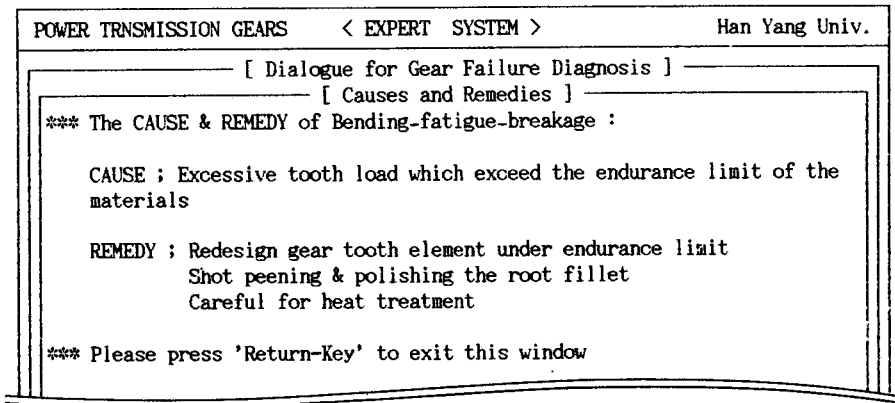 POWER TRNSMISSION GEARS < EXPERT SYSTEM > Han Yang Univ.
[ Dialogue for Gear Failure Diagnosis ]
[ Causes and Remedies ]
*** The CAUSE & REMEDY of Bending-fatigue-breakage :
CAUSE ; Excessive tooth load which exceed the endurance limit of the
materials
REMEDY ; Redesign gear tooth element under endurance limit
Shot peening & polishing the root fillet
Careful for heat treatment
*** Please press 'Return-Key' to exit this window